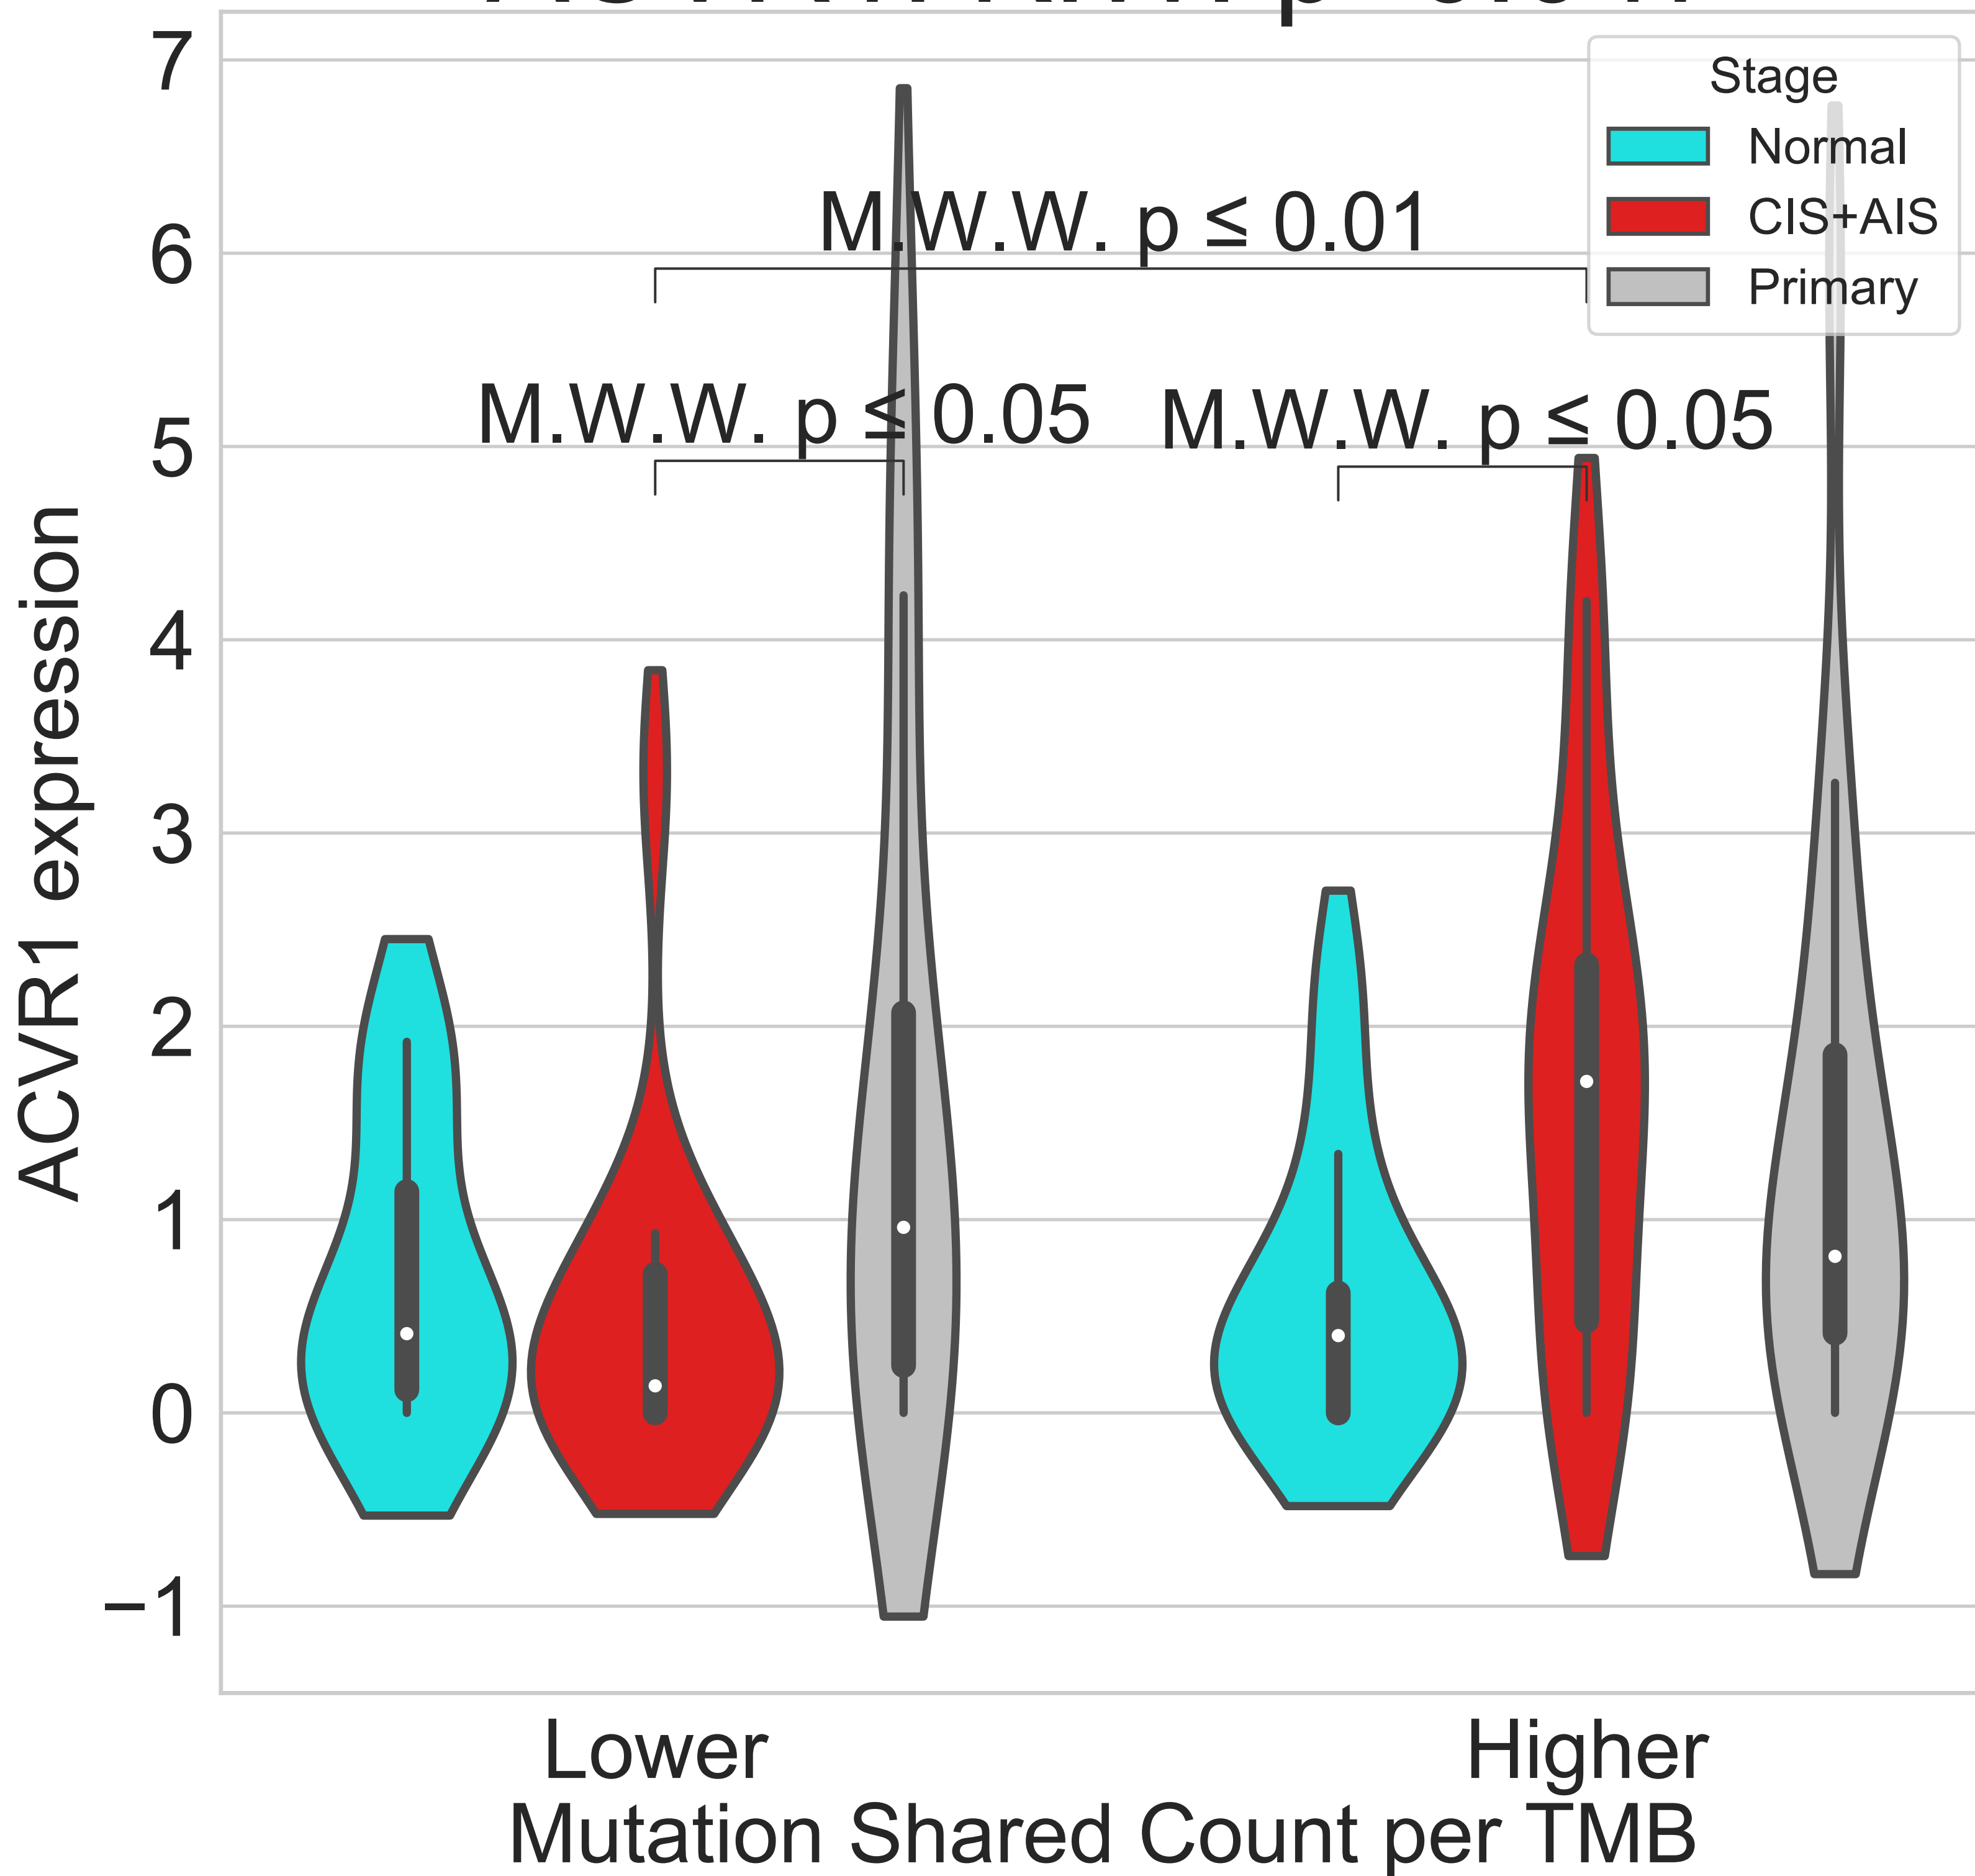 7
6
5
4
3
2
1
0
−1
ACVR1 expression
Stage
Normal
CIS+AIS
Primary
M.W.W. p ≤ 0.01
M.W.W. p ≤ 0.05
M.W.W. p ≤ 0.05
Lower
Higher
Mutation Shared Count per TMB